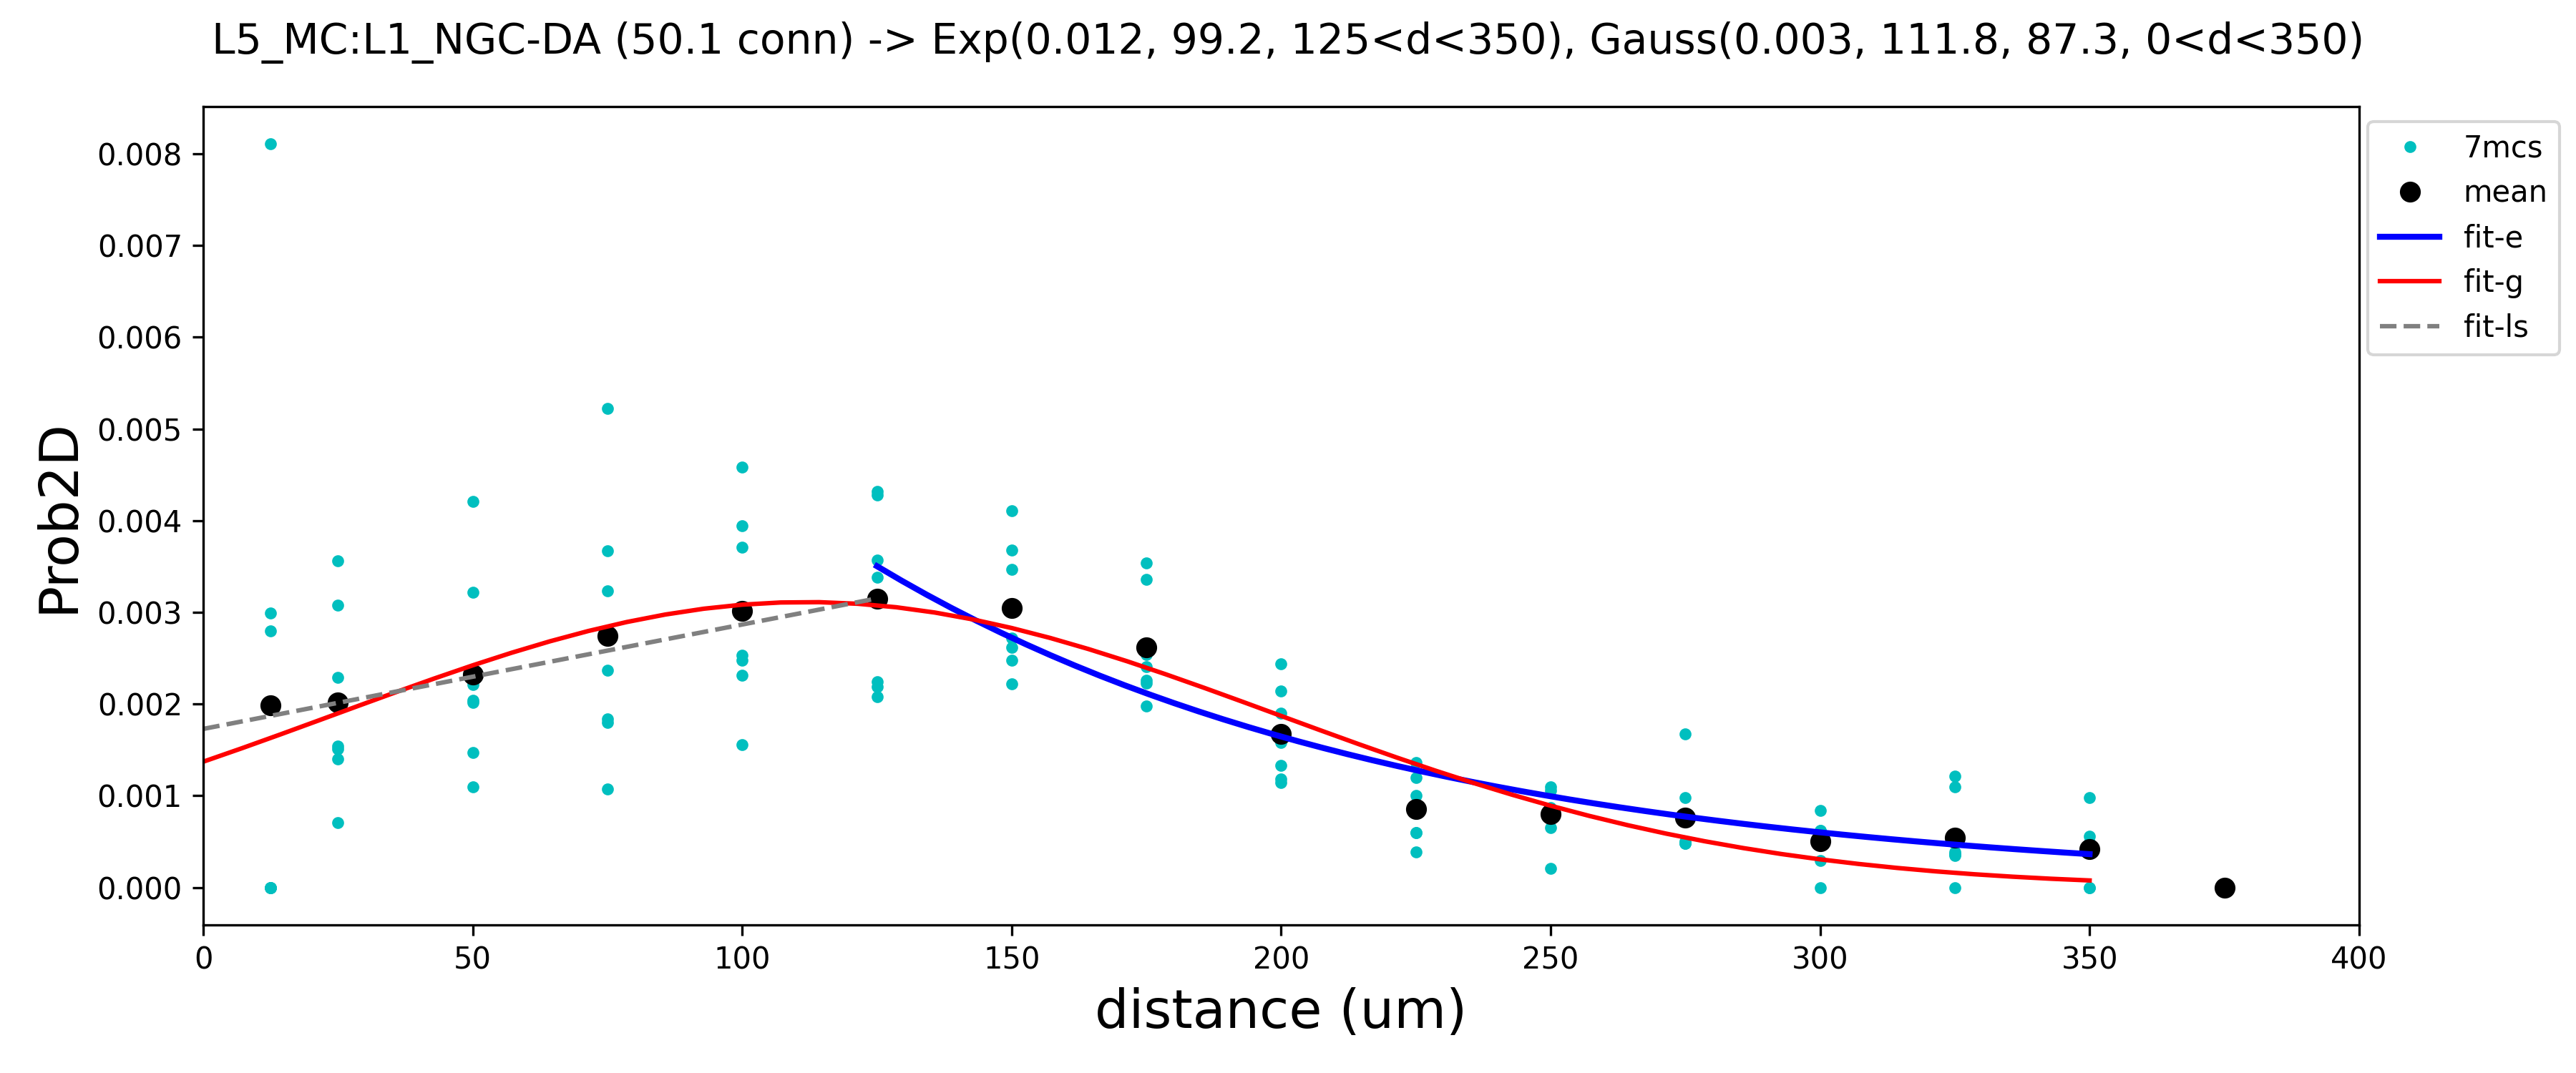 L5_MC:L1_NGC-DA (50.1 conn) -> Exp(0.012, 99.2, 125<d<350), Gauss(0.003, 111.8, 87.3, 0<d<350)
0.008
0.007
0.006
0.005
0.004
0.003
0.002
0.001
0.000
Prob2D
0 50 100 150 200 250 300 350 400
distance (um)
7mcs
mean
fit-e
fit-g
fit-ls